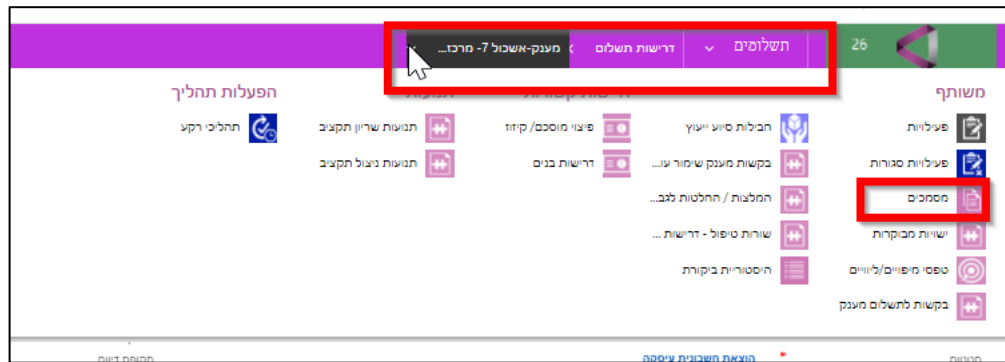 26 תשלומים דרישות תשלום מענק-אשכול 7- מרכז...
משותף
פעילויות
פעילויות סגורות
מסמכים
ישויות מבוקרות
טפסי מיפויים/ליוויים
בקשות לתשלום מענק
חבילות סיוע ייעוץ
בקשות מענק שימור עו...
המלצות / החלטות לגב...
שורות טיפול - דרישות ...
היסטוריית ביקורת
פיצוי מוסכם/ קיזוז
דרישות בנים
תנועות שריון תקציב
תנועות ניצול תקציב
הפעלות תהליך
תהליכי רקע
* הוצאת חשבונית עיסקה